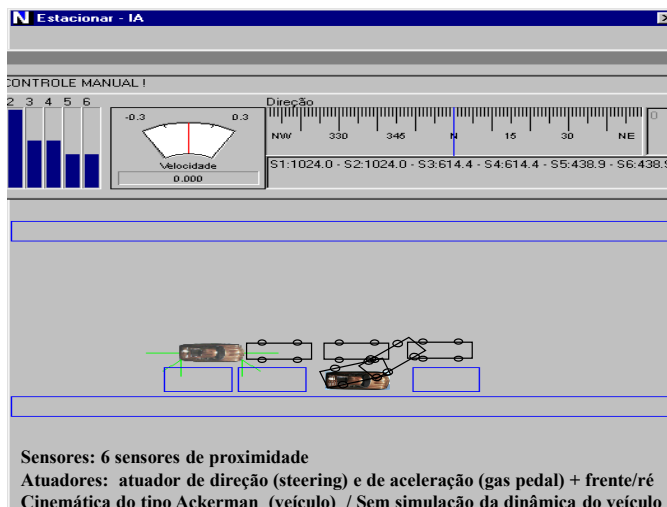 N Estacionar - IA
CONTROLE MANUAL !
2 3 4 5 6
-0.3 0.3
Velocidade
0.000
Direção
NW 330 345 N 15 30 NE
0
S1:1024.0 - S2:1024.0 - S3:614.4 - S4:614.4 - S5:438.9 - S6:438.9
Sensores: 6 sensores de proximidade
Atuadores: atuador de direção (steering) e de aceleração (gas pedal) + frente/ré
Cinemática do tipo Ackerman (veículo) / Sem simulação da dinâmica do veículo